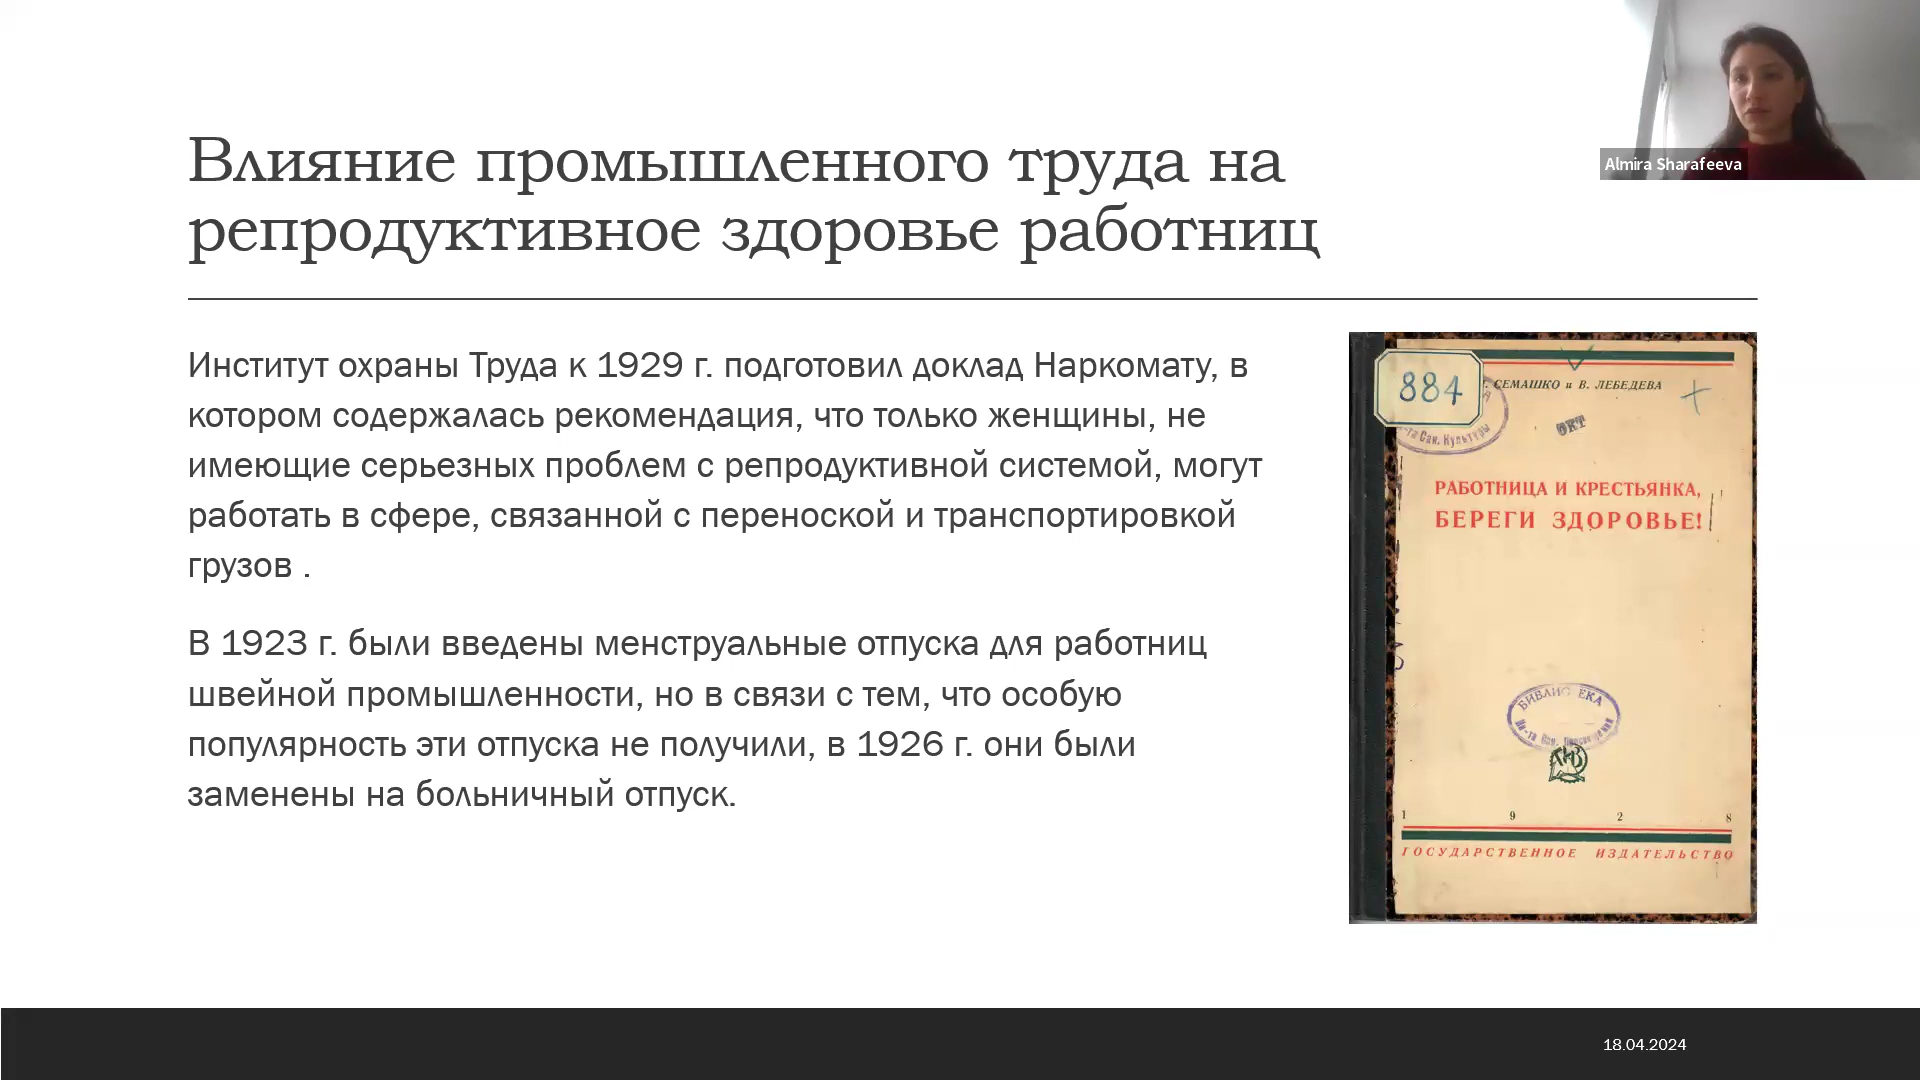 Almira Sharafeeva
Влияние промышленного труда на
репродуктивное здоровье работниц
Институт охраны Труда к 1929 г. подготовил доклад Наркомату, в
котором содержалась рекомендация, что только женщины, не
имеющие серьезных проблем с репродуктивной системой, могут
работать в сфере, связанной с переноской и транспортировкой
грузов .
В 1923 г. были введены менструальные отпуска для работниц
швейной промышленности, но в связи с тем, что особую
популярность эти отпуска не получили, в 1926 г. они были
заменены на больничный отпуск.
884
СЕМАШКО и В. ЛЕБЕДЕВА
Сан. Культуры
ОКТ
РАБОТНИЦА И КРЕСТЬЯНКА,
БЕРЕГИ ЗДОРОВЬЕ!
1 9 2 8
ГОСУДАРСТВЕННОЕ ИЗДАТЕЛЬСТВО
18.04.2024